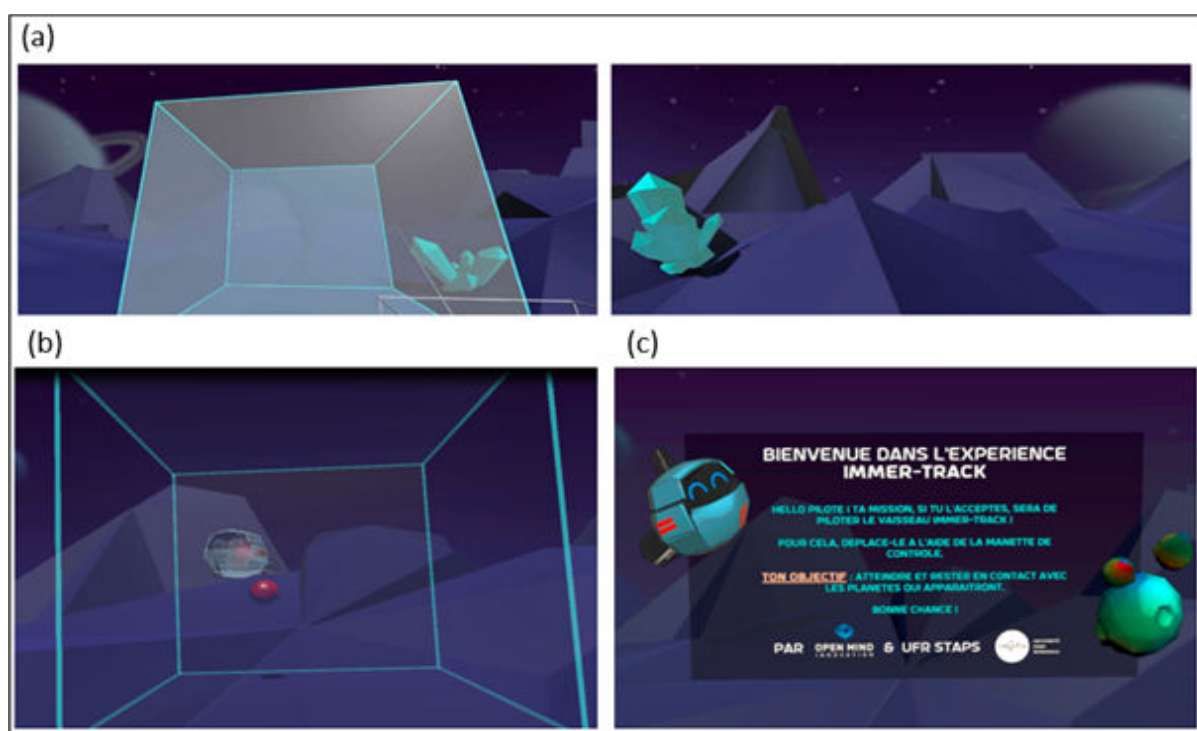 (a)
(b)
(c)
BIENVENUE DANS L'EXPERIENCE
IMMER-TRACK
HELLO PILOTE ! TA MISSION, SI TU L'ACCEPTES, SERA DE
PILOTER LE VAISSEAU IMMER-TRACK !
POUR CELA, DEPLACE-LE A L'AIDE DE LA MANETTE DE
CONTROLE.
TON OBJECTIF : ATTEINDRE ET RESTER EN CONTACT AVEC
LES PLANETES QUI APPARAITRONT.
BONNE CHANCE !
PAR OPEN MIND INNOVATION & UFR STAPS